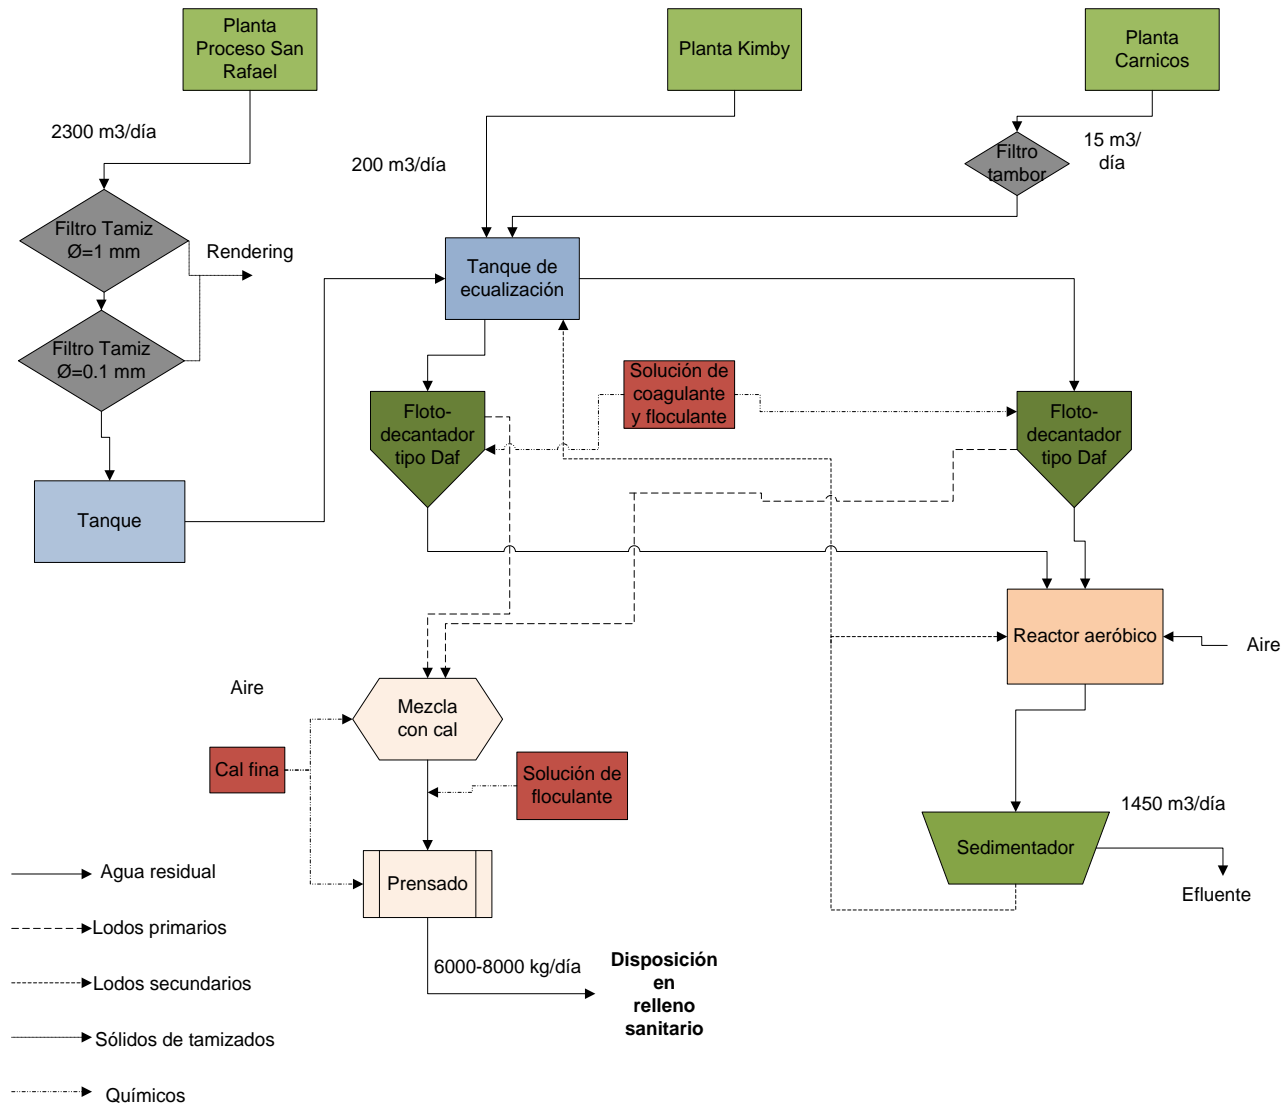 Planta
Proceso San
Rafael
Planta Kimby
Planta
Carnicos
2300 m3/día
200 m3/día
15 m3/
día
Filtro
tambor
Filtro Tamiz
Ø=1 mm
Rendering
Tanque de
ecualización
Filtro Tamiz
Ø=0.1 mm
Solución de
coagulante
y floculante
Floto-
decantador
tipo Daf
Floto-
decantador
tipo Daf
Tanque
Reactor aeróbico
Aire
Aire
Mezcla
con cal
Cal fina
Solución de
floculante
1450 m3/día
Sedimentador
Efluente
Prensado
6000-8000 kg/día
Disposición
en
relleno
sanitario
Agua residual
Lodos primarios
Lodos secundarios
Sólidos de tamizados
Químicos